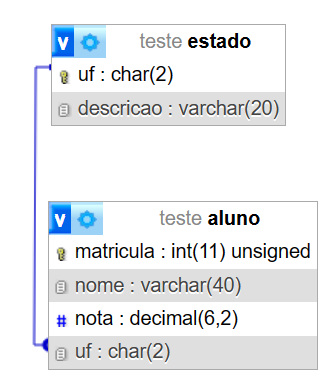 v teste estado
uf : char(2)
descricao : varchar(20)
v teste aluno
matricula : int(11) unsigned
nome : varchar(40)
# nota : decimal(6,2)
uf : char(2)